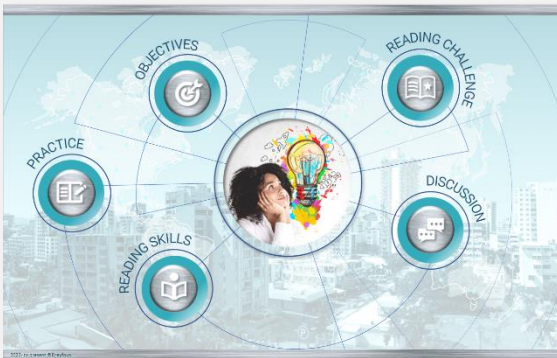 OBJECTIVES
READING CHALLENGE
PRACTICE
DISCUSSION
READING SKILLS